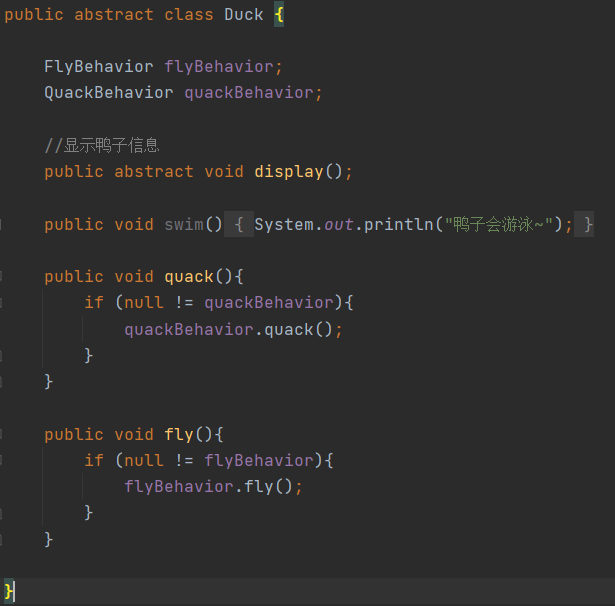 public abstract class Duck {
FlyBehavior flyBehavior;
QuackBehavior quackBehavior;
//显示鸭子信息
public abstract void display();
public void swim() { System.out.println("鸭子会游泳~"); }
public void quack(){
if (null != quackBehavior){
quackBehavior.quack();
}
}
public void fly(){
if (null != flyBehavior){
flyBehavior.fly();
}
}
}